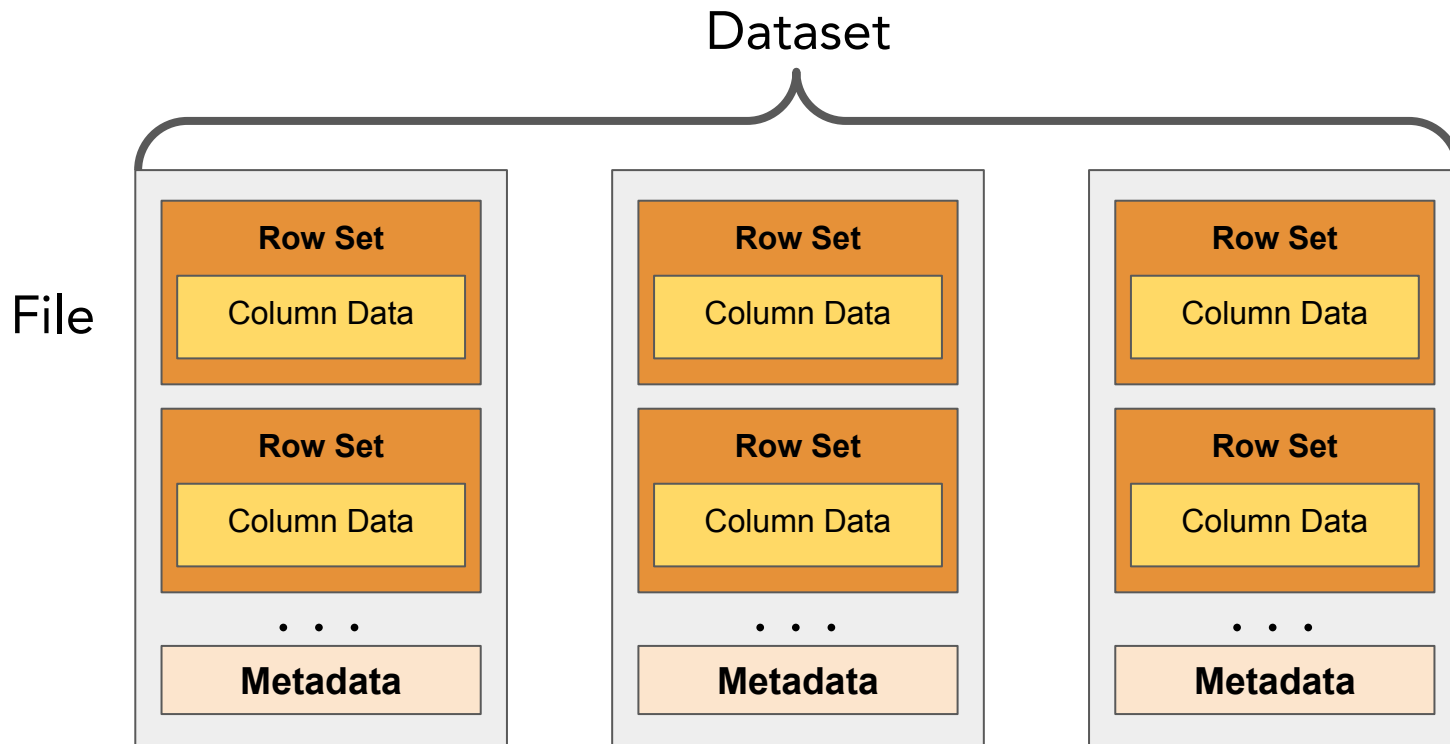 Dataset
Row Set
Row Set
Row Set
File
Column Data
Column Data
Column Data
Row Set
Row Set
Row Set
Column Data
Column Data
Column Data
. . .
. . .
. . .
Metadata
Metadata
Metadata